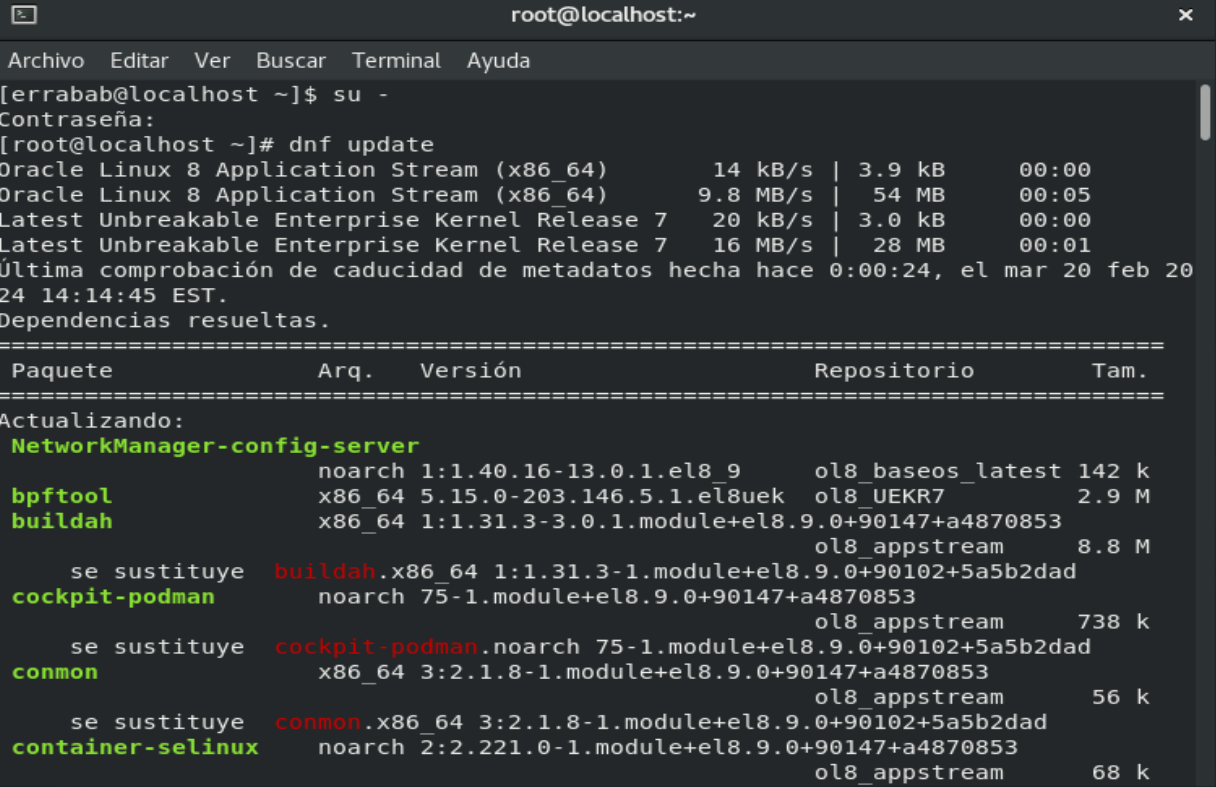 root@localhost:~
Archivo Editar Ver Buscar Terminal Ayuda
[errabab@localhost ~]$ su -
Contraseña:
[root@localhost ~]# dnf update
Oracle Linux 8 Application Stream (x86_64) 14 kB/s | 3.9 kB 00:00
Oracle Linux 8 Application Stream (x86_64) 9.8 MB/s | 54 MB 00:05
Latest Unbreakable Enterprise Kernel Release 7 20 kB/s | 3.0 kB 00:00
Latest Unbreakable Enterprise Kernel Release 7 16 MB/s | 28 MB 00:01
Última comprobación de caducidad de metadatos hecha hace 0:00:24, el mar 20 feb 20
24 14:14:45 EST.
Dependencias resueltas.
================================================================================
Paquete Arq. Versión Repositorio Tam.
================================================================================
Actualizando:
NetworkManager-config-server
noarch 1:1.40.16-13.0.1.el8_9 ol8_baseos_latest 142 k
bpftool x86_64 5.15.0-203.146.5.1.el8uek ol8_UEKR7 2.9 M
buildah x86_64 1:1.31.3-3.0.1.module+el8.9.0+90147+a4870853
ol8_appstream 8.8 M
se sustituye buildah.x86_64 1:1.31.3-1.module+el8.9.0+90102+5a5b2dad
cockpit-podman noarch 75-1.module+el8.9.0+90147+a4870853
ol8_appstream 738 k
se sustituye cockpit-podman.noarch 75-1.module+el8.9.0+90102+5a5b2dad
conmon x86_64 3:2.1.8-1.module+el8.9.0+90147+a4870853
ol8_appstream 56 k
se sustituye conmon.x86_64 3:2.1.8-1.module+el8.9.0+90102+5a5b2dad
container-selinux noarch 2:2.221.0-1.module+el8.9.0+90147+a4870853
ol8_appstream 68 k